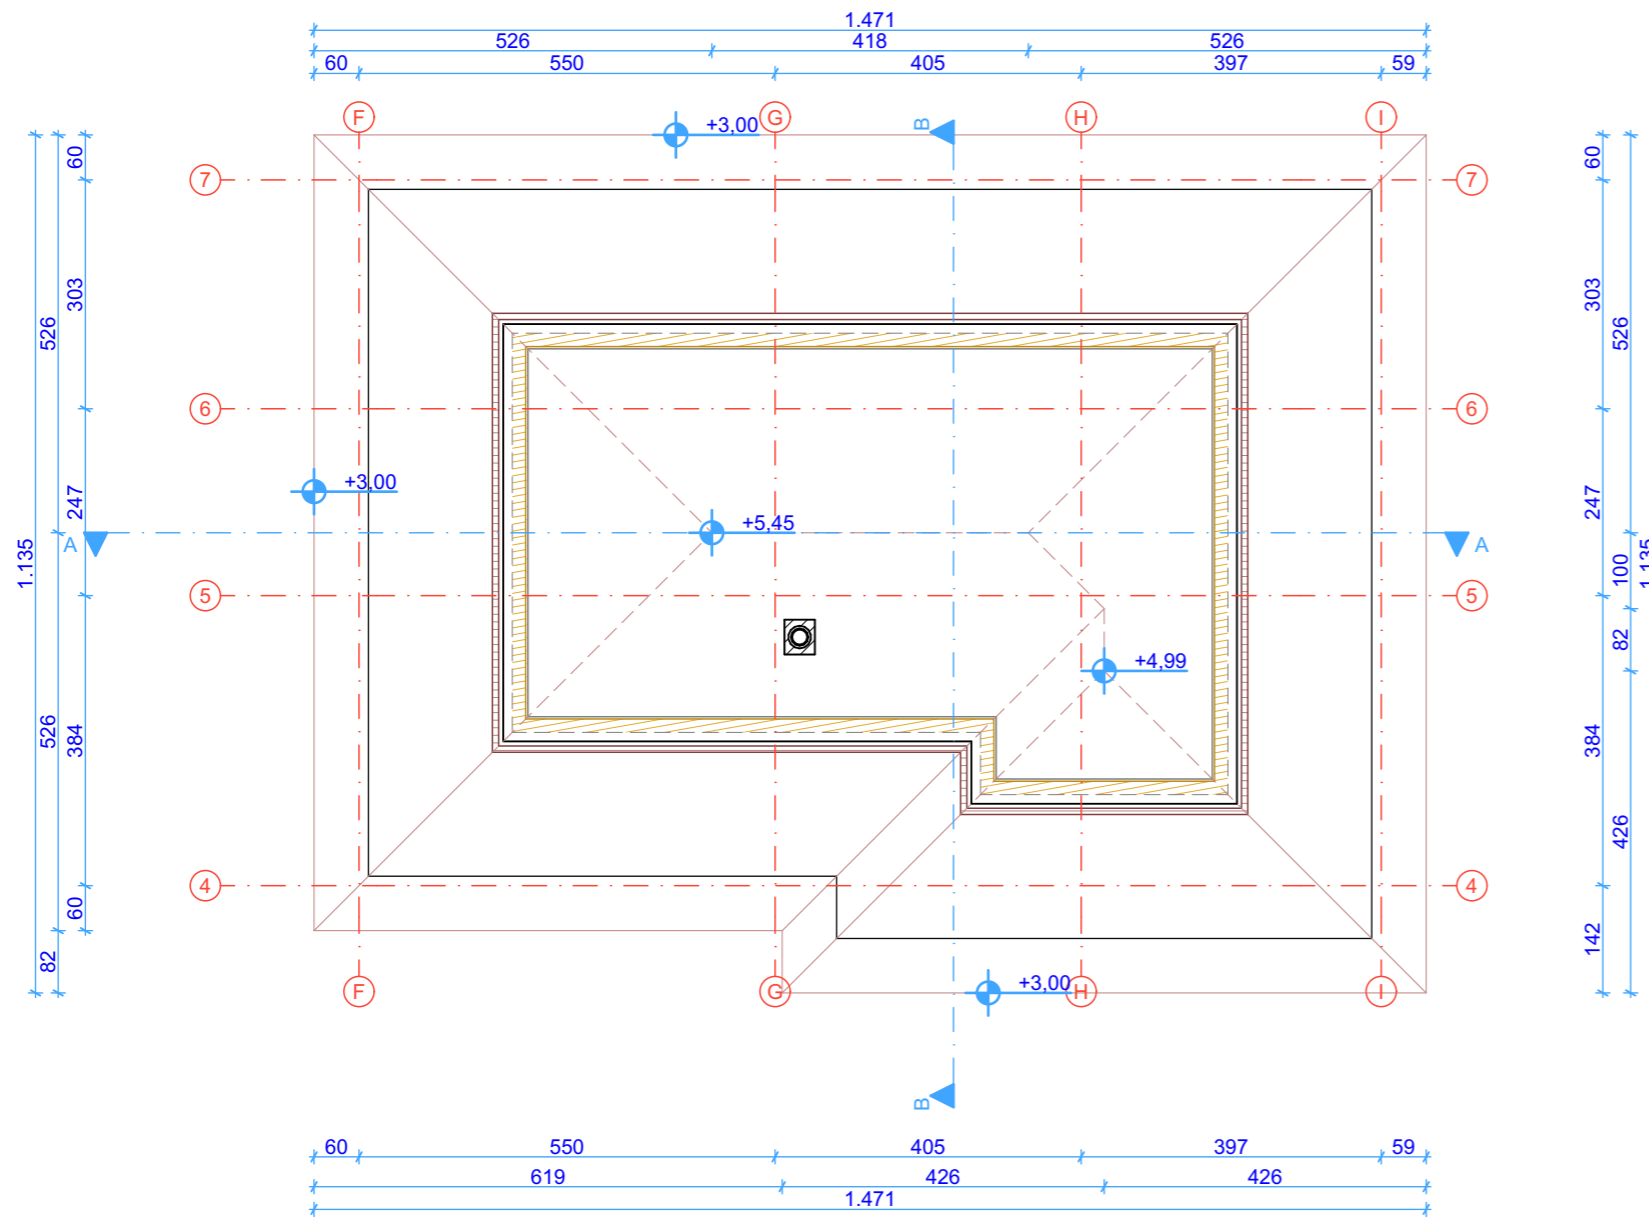 1.471
526 418 526
60 550 405 397 59
F G H I
B
+3,00
7 7
6 6
+3,00
+5,45
A A
5 5
+4,99
4 4
+3,00
F G H I
B
60 303 247 384 60
526 526 82
1.135
60 303 247 384 142
526 100 82 426
1.135
60 550 405 397 59
619 426 426
1.471